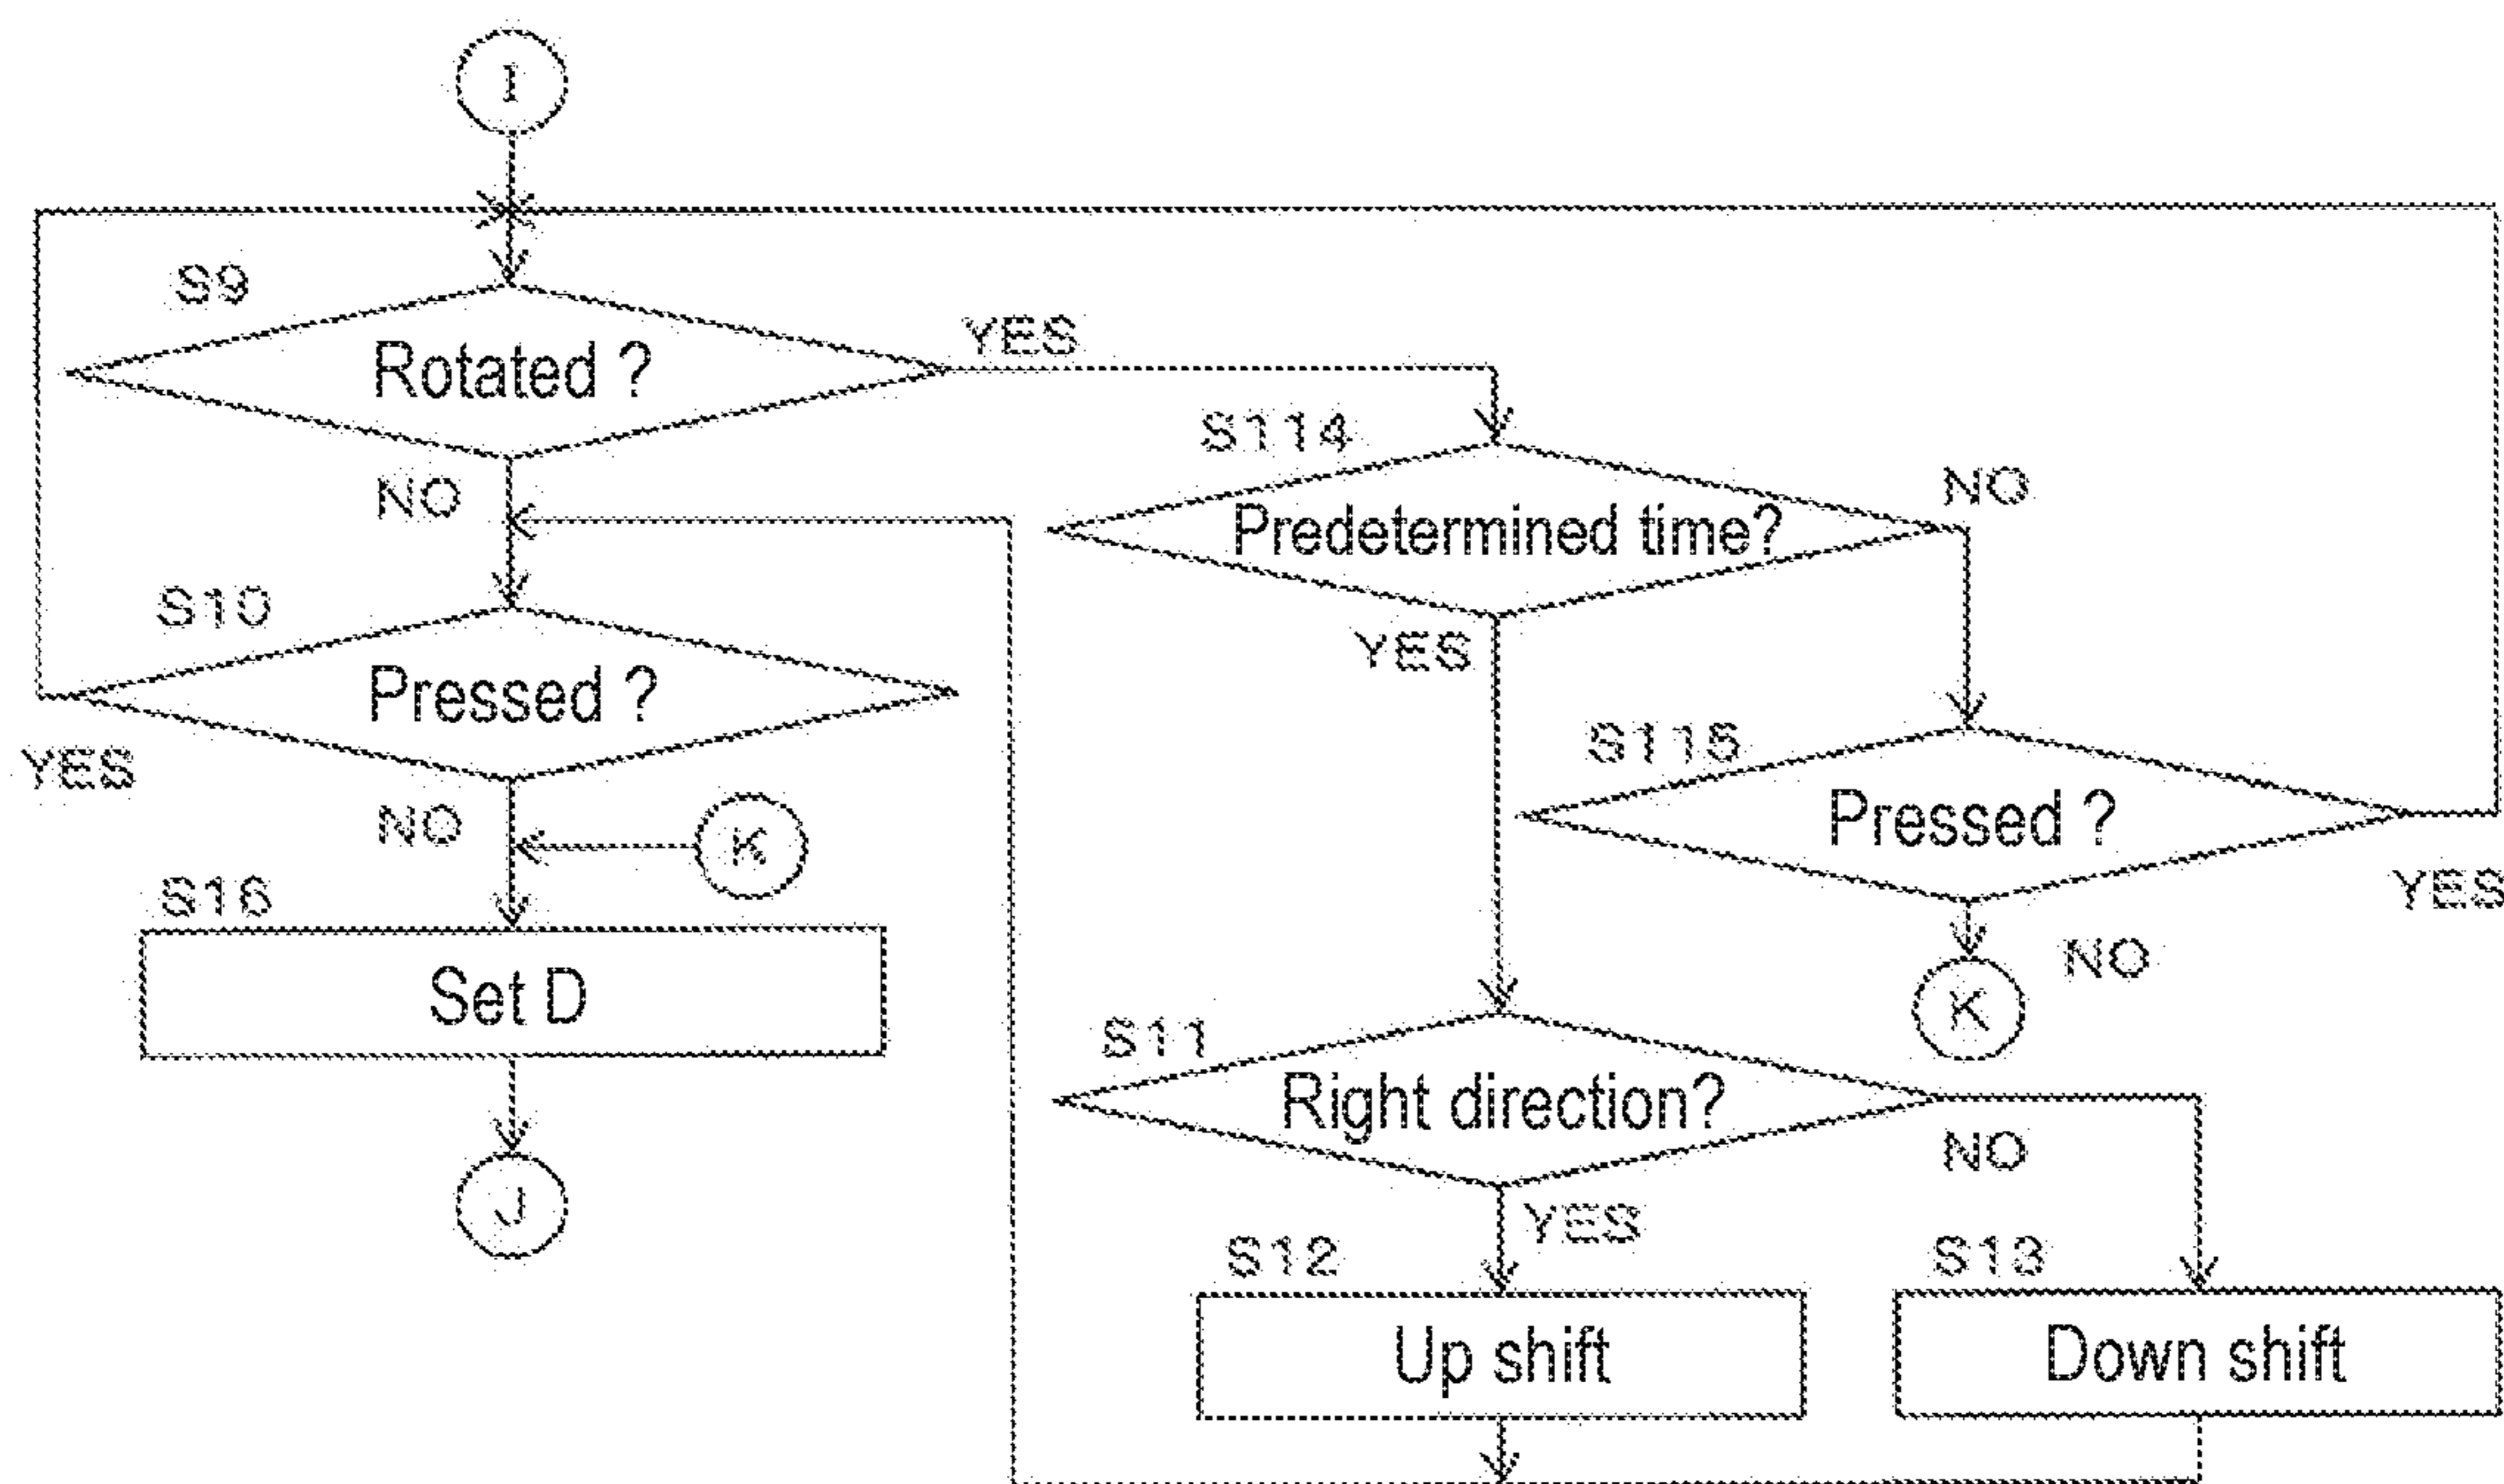 I
S9
Rotated ?
YES
S114
NO
Predetermined time?
NO
S10
YES
Pressed ?
S115
YES
Pressed ?
NO
K
S16
YES
NO
Set D
K
S11
Right direction?
NO
J
YES
S12
S13
Up shift
Down shift